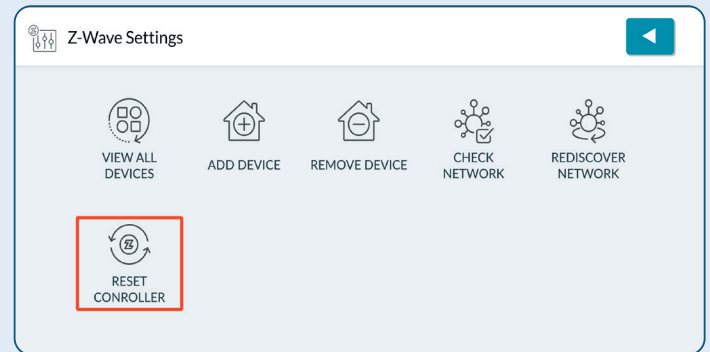 Z-Wave Settings
VIEW ALL
DEVICES
ADD DEVICE
REMOVE DEVICE
CHECK
NETWORK
REDISCOVER
NETWORK
RESET
CONROLLER